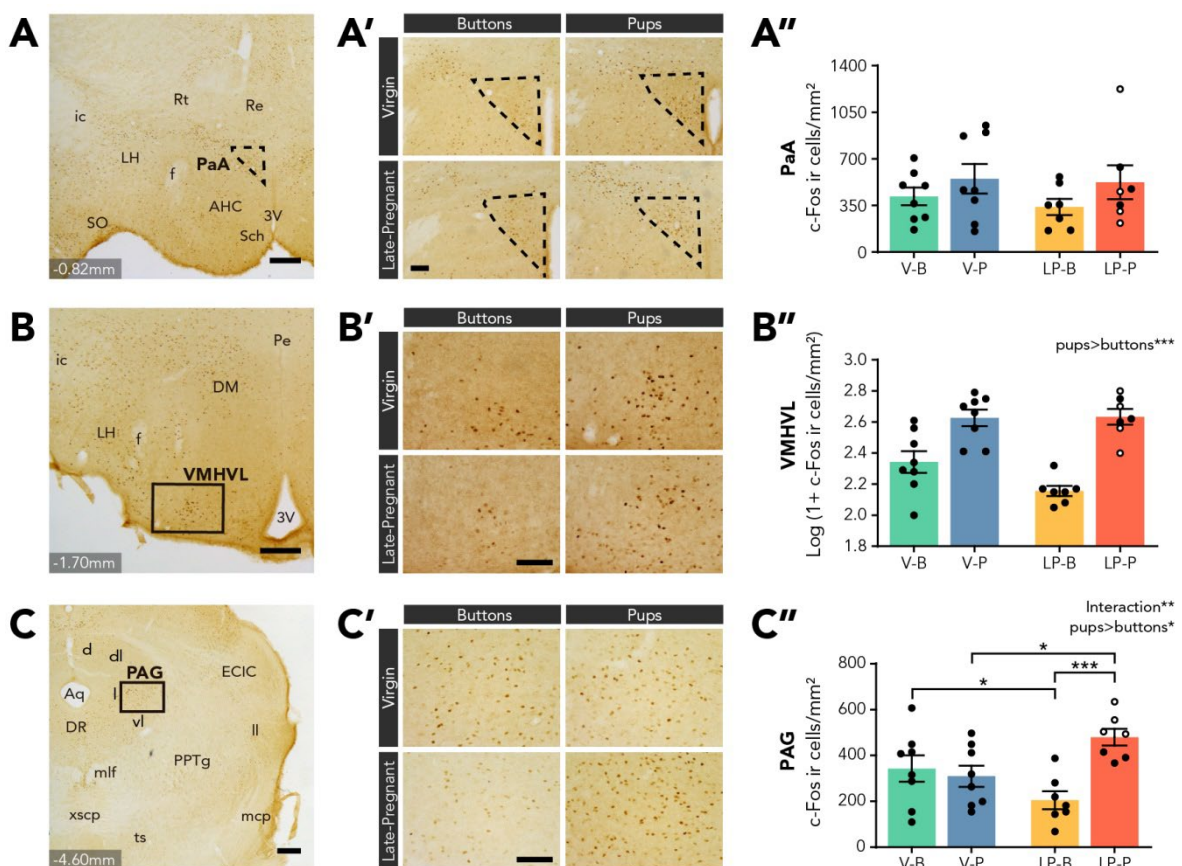 A
Rt
Re
ic
LH
PaA
f
AHC
3V
SO
Sch
-0.82mm
A′
Buttons
Pups
Virgin
Late-Pregnant
A″
PaA
c-Fos ir cells/mm²
1400
1050
700
350
0
V-B
V-P
LP-B
LP-P
B
Pe
ic
DM
LH
f
VMHVL
3V
-1.70mm
B′
Buttons
Pups
Virgin
Late-Pregnant
B″
pups>buttons***
VMHVL
Log (1+ c-Fos ir cells/mm²)
3.0
2.8
2.6
2.4
2.2
2.0
1.8
V-B
V-P
LP-B
LP-P
C
d
dl
PAG
ECIC
Aq
l
DR
vl
ll
PPTg
mlf
xscp
mcp
ts
-4.60mm
C′
Buttons
Pups
Virgin
Late-Pregnant
C″
Interaction**
pups>buttons*
*
*
***
PAG
c-Fos ir cells/mm²
800
600
400
200
0
V-B
V-P
LP-B
LP-P